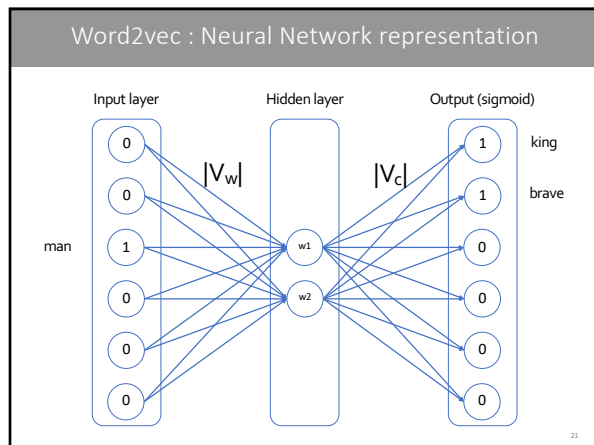 Word2vec : Neural Network representation
Input layer Hidden layer Output (sigmoid)
0 1 king
|Vw| |Vc|
0 1 brave
man 1 w1 0
0 w2 0
0 0
0 0
21